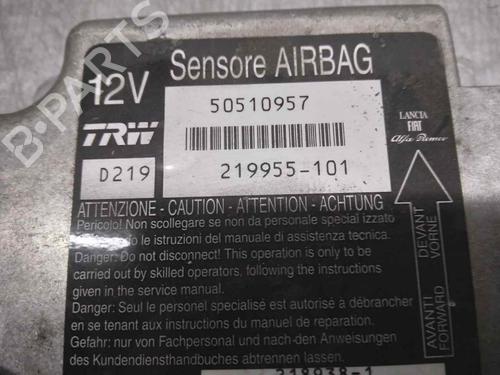 Sensore AIRBAG
12V
50510957
TRW
LANCIA
FIAT
Alfa Romeo
D219
219955-101
ATTENZIONE - CAUTION - ATTENTION - ACHTUNG
Pericolo! Non scollegare se non da personale special izzato
do le istruzioni del manuale di assistenza tecnica.
Danger: Do not disconnect! This operation is only to be
carried out by skilled operators, following the instructions
given in the service manual.
Danger: Seul le personel specialisé est autorisé à débrancher
en se tenant aux instructions du manuel de reparation.
Gefahr: nur von Fachpersonal und nach den Anweisungen
des Kundendiensthandbuches abtrennen lassen.
AVANTI DEVANT
FORWARD VORNE
B-PARTS